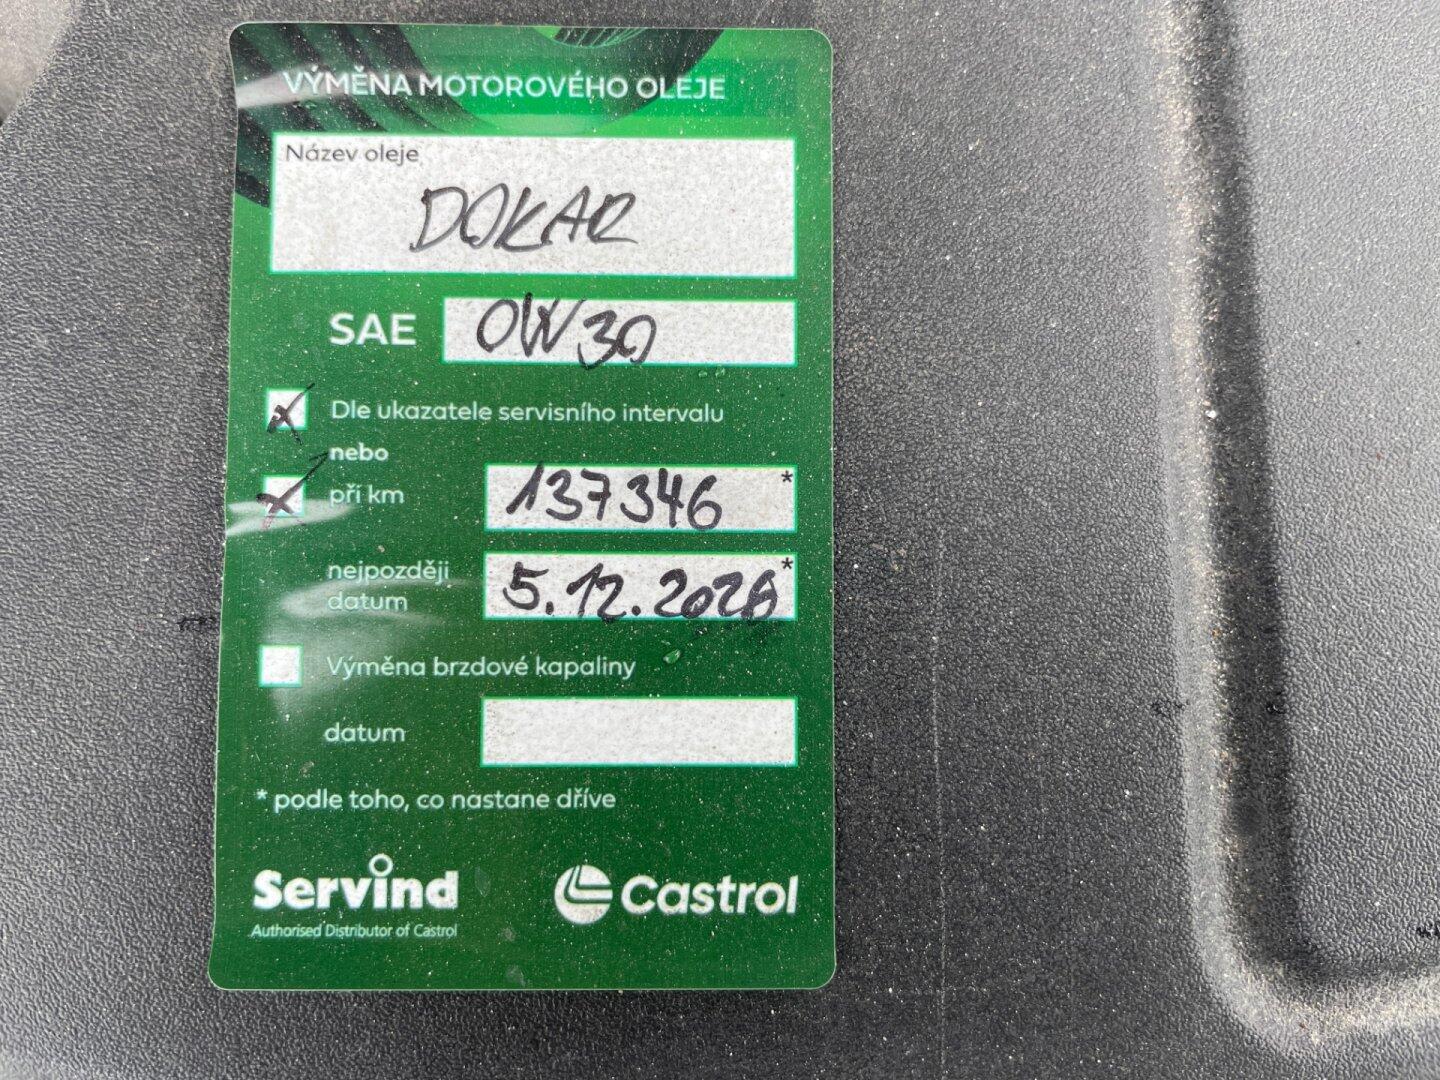 VÝMĚNA MOTOROVÉHO OLEJE
Název oleje
DOKAR
SAE 0W30
x Dle ukazatele servisního intervalu
nebo
x při km 137346 *
nejpozději
datum 5.12.2026 *
Výměna brzdové kapaliny
datum
* podle toho, co nastane dříve
Servind
Authorised Distributor of Castrol
Castrol